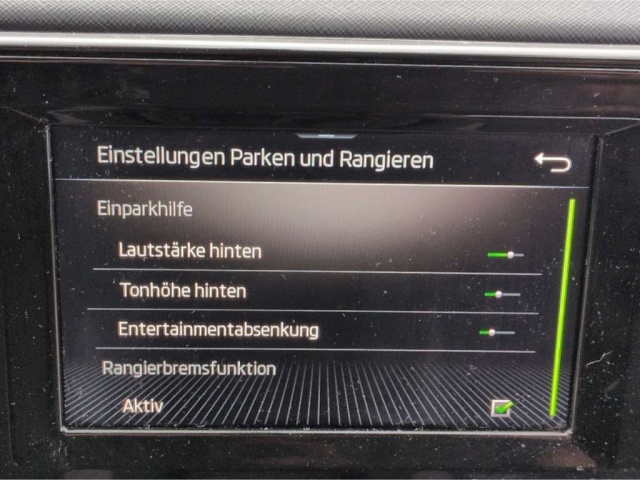 Einstellungen Parken und Rangieren
Einparkhilfe
Lautstärke hinten
Tonhöhe hinten
Entertainmentabsenkung
Rangierbremsfunktion
Aktiv